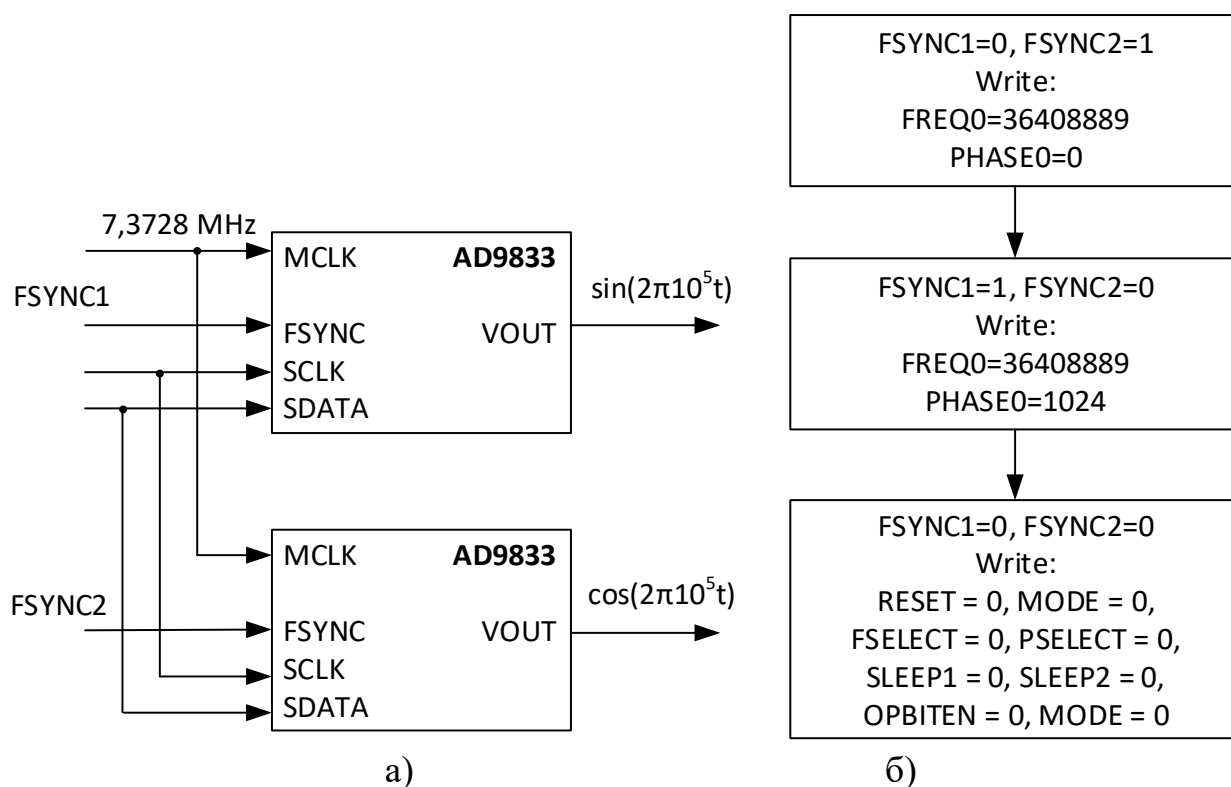 7,3728 MHz
FSYNC1
MCLK AD9833
FSYNC VOUT
SCLK
SDATA
sin(2π10⁵t)
FSYNC2
MCLK AD9833
FSYNC VOUT
SCLK
SDATA
cos(2π10⁵t)
а)
FSYNC1=0, FSYNC2=1
Write:
FREQ0=36408889
PHASE0=0
FSYNC1=1, FSYNC2=0
Write:
FREQ0=36408889
PHASE0=1024
FSYNC1=0, FSYNC2=0
Write:
RESET = 0, MODE = 0,
FSELECT = 0, PSELECT = 0,
SLEEP1 = 0, SLEEP2 = 0,
OPBITEN = 0, MODE = 0
б)